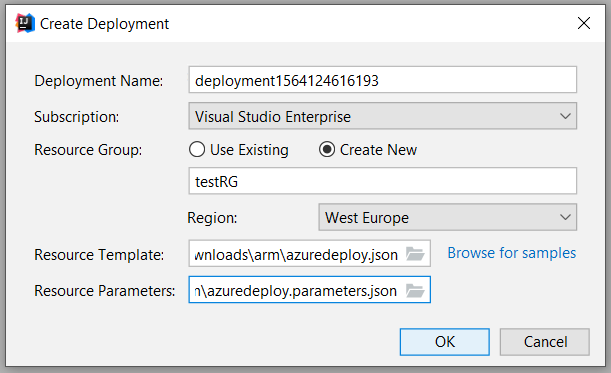 Create Deployment
Deployment Name: deployment1564124616193
Subscription: Visual Studio Enterprise
Resource Group: Use Existing Create New
testRG
Region: West Europe
Resource Template: wnloads\arm\azuredeploy.json Browse for samples
Resource Parameters: n\azuredeploy.parameters.json
OK Cancel